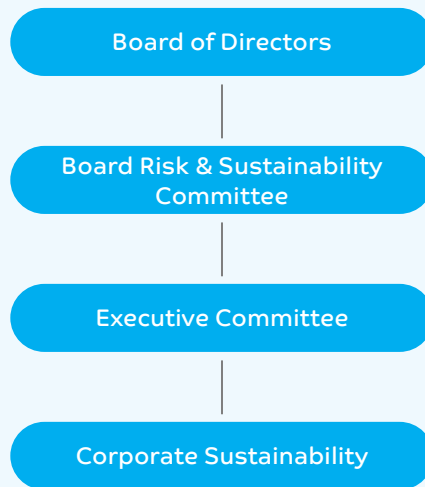 Board of Directors
Board Risk & Sustainability
Committee
Executive Committee
Corporate Sustainability